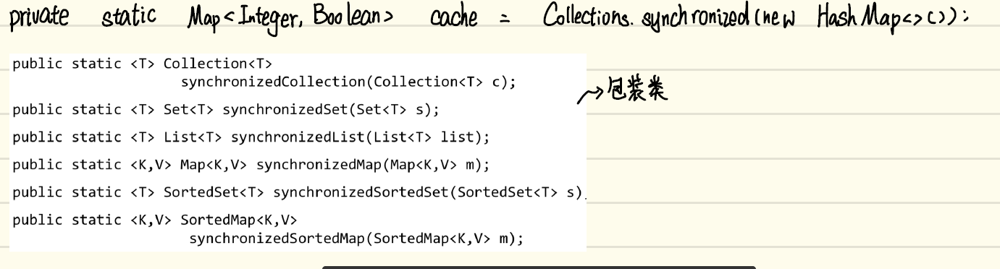 private static Map<Integer, Boolean> cache = Collections. synchronized(new HashMap<>());
public static <T> Collection<T>
synchronizedCollection(Collection<T> c);
→包装类
public static <T> Set<T> synchronizedSet(Set<T> s);
public static <T> List<T> synchronizedList(List<T> list);
public static <K,V> Map<K,V> synchronizedMap(Map<K,V> m);
public static <T> SortedSet<T> synchronizedSortedSet(SortedSet<T> s)
public static <K,V> SortedMap<K,V>
synchronizedSortedMap(SortedMap<K,V> m);